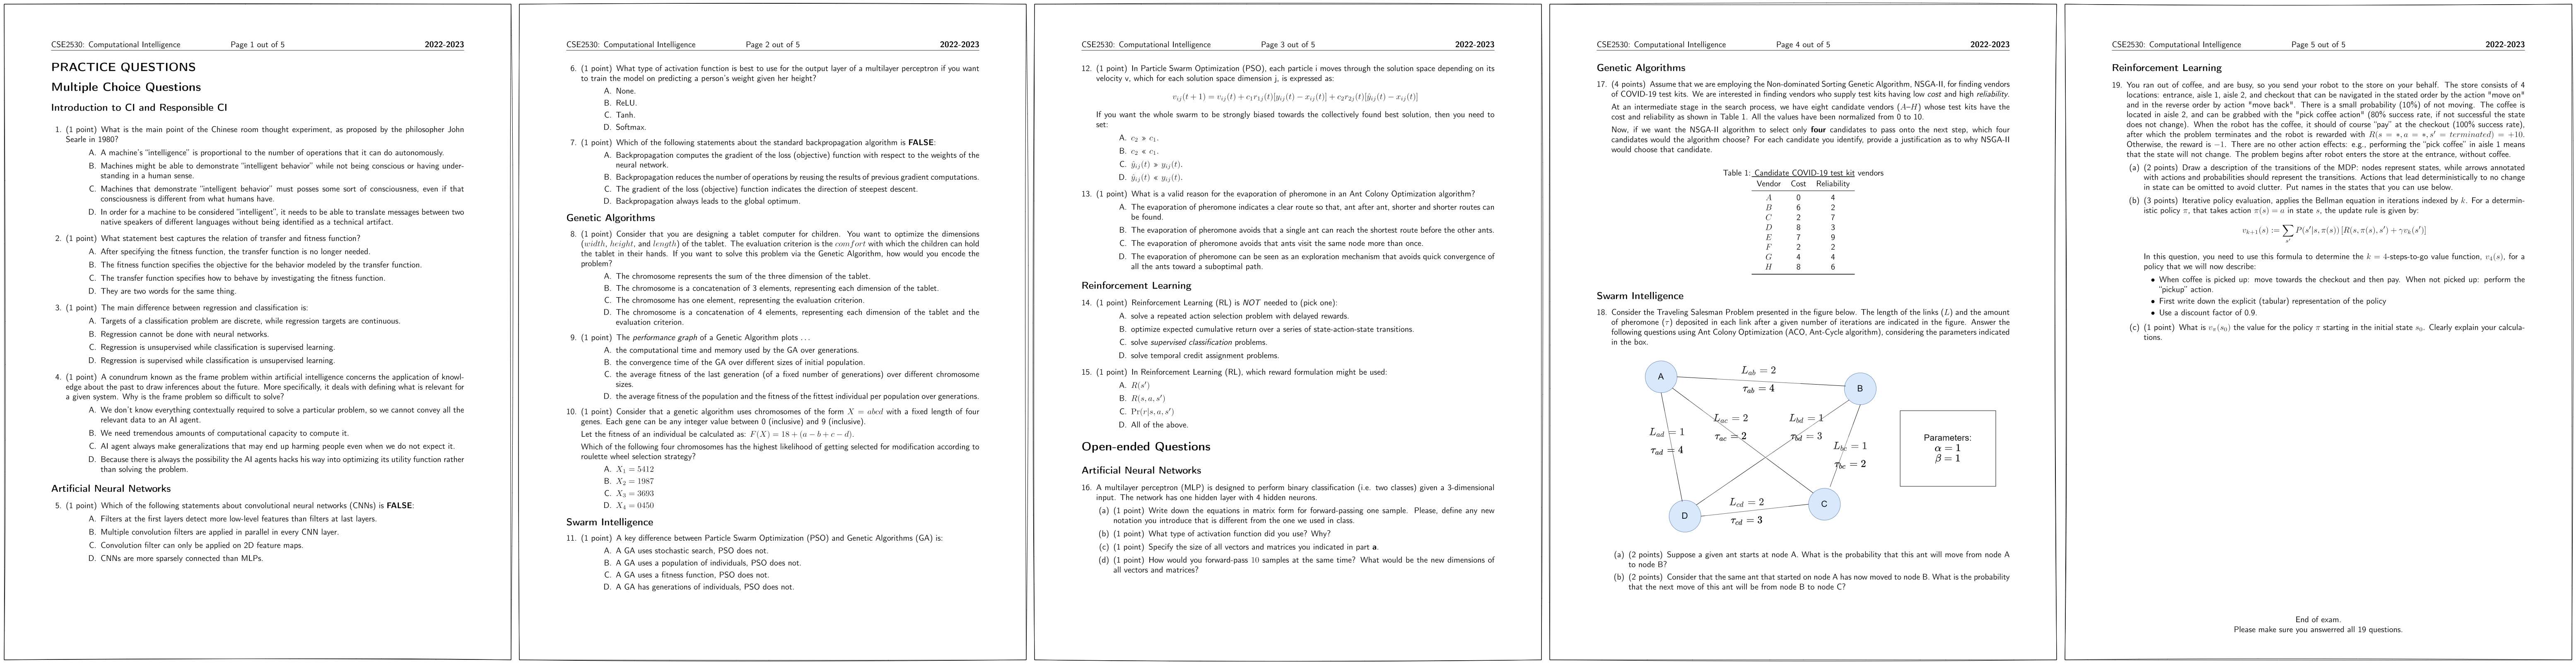 CSE2530: Computational Intelligence Page 1 out of 5 2022-2023
PRACTICE QUESTIONS
Multiple Choice Questions
Introduction to CI and Responsible CI
1. (1 point) What is the main point of the Chinese room thought experiment, as proposed by the philosopher John
Searle in 1980?
A. A machine's "intelligence" is proportional to the number of operations that it can do autonomously.
B. Machines might be able to demonstrate "intelligent behavior" while not being conscious or having under-
standing in a human sense.
C. Machines that demonstrate "intelligent behavior" must posses some sort of consciousness, even if that
consciousness is different from what humans have.
D. In order for a machine to be considered "intelligent", it needs to be able to translate messages between two
native speakers of different languages without being identified as a technical artifact.
2. (1 point) What statement best captures the relation of transfer and fitness function?
A. After specifying the fitness function, the transfer function is no longer needed.
B. The fitness function specifies the objective for the behavior modeled by the transfer function.
C. The transfer function specifies how to behave by investigating the fitness function.
D. They are two words for the same thing.
3. (1 point) The main difference between regression and classification is:
A. Targets of a classification problem are discrete, while regression targets are continuous.
B. Regression cannot be done with neural networks.
C. Regression is unsupervised while classification is supervised learning.
D. Regression is supervised while classification is unsupervised learning.
4. (1 point) A conundrum known as the frame problem within artificial intelligence concerns the application of knowl-
edge about the past to draw inferences about the future. More specifically, it deals with defining what is relevant for
a given system. Why is the frame problem so difficult to solve?
A. We don't know everything contextually required to solve a particular problem, so we cannot convey all the
relevant data to an AI agent.
B. We need tremendous amounts of computational capacity to compute it.
C. AI agent always make generalizations that may end up harming people even when we do not expect it.
D. Because there is always the possibility the AI agents hacks his way into optimizing its utility function rather
than solving the problem.
Artificial Neural Networks
5. (1 point) Which of the following statements about convolutional neural networks (CNNs) is FALSE:
A. Filters at the first layers detect more low-level features than filters at last layers.
B. Multiple convolution filters are applied in parallel in every CNN layer.
C. Convolution filter can only be applied on 2D feature maps.
D. CNNs are more sparsely connected than MLPs.
CSE2530: Computational Intelligence Page 2 out of 5 2022-2023
6. (1 point) What type of activation function is best to use for the output layer of a multilayer perceptron if you want
to train the model on predicting a person's weight given her height?
A. None.
B. ReLU.
C. Tanh.
D. Softmax.
7. (1 point) Which of the following statements about the standard backpropagation algorithm is FALSE:
A. Backpropagation computes the gradient of the loss (objective) function with respect to the weights of the
neural network.
B. Backpropagation reduces the number of operations by reusing the results of previous gradient computations.
C. The gradient of the loss (objective) function indicates the direction of steepest descent.
D. Backpropagation always leads to the global optimum.
Genetic Algorithms
8. (1 point) Consider that you are designing a tablet computer for children. You want to optimize the dimensions
(width, height, and length) of the tablet. The evaluation criterion is the comfort with which the children can hold
the tablet in their hands. If you want to solve this problem via the Genetic Algorithm, how would you encode the
problem?
A. The chromosome represents the sum of the three dimension of the tablet.
B. The chromosome is a concatenation of 3 elements, representing each dimension of the tablet.
C. The chromosome has one element, representing the evaluation criterion.
D. The chromosome is a concatenation of 4 elements, representing each dimension of the tablet and the
evaluation criterion.
9. (1 point) The performance graph of a Genetic Algorithm plots . . .
A. the computational time and memory used by the GA over generations.
B. the convergence time of the GA over different sizes of initial population.
C. the average fitness of the last generation (of a fixed number of generations) over different chromosome
sizes.
D. the average fitness of the population and the fitness of the fittest individual per population over generations.
10. (1 point) Consider that a genetic algorithm uses chromosomes of the form X = abcd with a fixed length of four
genes. Each gene can be any integer value between 0 (inclusive) and 9 (inclusive).
Let the fitness of an individual be calculated as: F(X) = 18 + (a − b + c − d).
Which of the following four chromosomes has the highest likelihood of getting selected for modification according to
roulette wheel selection strategy?
A. X₁ = 5412
B. X₂ = 1987
C. X₃ = 3693
D. X₄ = 0450
Swarm Intelligence
11. (1 point) A key difference between Particle Swarm Optimization (PSO) and Genetic Algorithms (GA) is:
A. A GA uses stochastic search, PSO does not.
B. A GA uses a population of individuals, PSO does not.
C. A GA uses a fitness function, PSO does not.
D. A GA has generations of individuals, PSO does not.
CSE2530: Computational Intelligence Page 3 out of 5 2022-2023
12. (1 point) In Particle Swarm Optimization (PSO), each particle i moves through the solution space depending on its
velocity v, which for each solution space dimension j, is expressed as:
v_ij(t + 1) = v_ij(t) + c₁r_1j(t)[y_ij(t) − x_ij(t)] + c₂r_2j(t)[ŷ_ij(t) − x_ij(t)]
If you want the whole swarm to be strongly biased towards the collectively found best solution, then you need to
set:
A. c₂ » c₁.
B. c₂ « c₁.
C. ŷ_ij(t) » y_ij(t).
D. ŷ_ij(t) « y_ij(t).
13. (1 point) What is a valid reason for the evaporation of pheromone in an Ant Colony Optimization algorithm?
A. The evaporation of pheromone indicates a clear route so that, ant after ant, shorter and shorter routes can
be found.
B. The evaporation of pheromone avoids that a single ant can reach the shortest route before the other ants.
C. The evaporation of pheromone avoids that ants visit the same node more than once.
D. The evaporation of pheromone can be seen as an exploration mechanism that avoids quick convergence of
all the ants toward a suboptimal path.
Reinforcement Learning
14. (1 point) Reinforcement Learning (RL) is NOT needed to (pick one):
A. solve a repeated action selection problem with delayed rewards.
B. optimize expected cumulative return over a series of state-action-state transitions.
C. solve supervised classification problems.
D. solve temporal credit assignment problems.
15. (1 point) In Reinforcement Learning (RL), which reward formulation might be used:
A. R(s′)
B. R(s, a, s′)
C. Pr(r|s, a, s′)
D. All of the above.
Open-ended Questions
Artificial Neural Networks
16. A multilayer perceptron (MLP) is designed to perform binary classification (i.e. two classes) given a 3-dimensional
input. The network has one hidden layer with 4 hidden neurons.
(a) (1 point) Write down the equations in matrix form for forward-passing one sample. Please, define any new
notation you introduce that is different from the one we used in class.
(b) (1 point) What type of activation function did you use? Why?
(c) (1 point) Specify the size of all vectors and matrices you indicated in part a.
(d) (1 point) How would you forward-pass 10 samples at the same time? What would be the new dimensions of
all vectors and matrices?
CSE2530: Computational Intelligence Page 4 out of 5 2022-2023
Genetic Algorithms
17. (4 points) Assume that we are employing the Non-dominated Sorting Genetic Algorithm, NSGA-II, for finding vendors
of COVID-19 test kits. We are interested in finding vendors who supply test kits having low cost and high reliability.
At an intermediate stage in the search process, we have eight candidate vendors (A–H) whose test kits have the
cost and reliability as shown in Table 1. All the values have been normalized from 0 to 10.
Now, if we want the NSGA-II algorithm to select only four candidates to pass onto the next step, which four
candidates would the algorithm choose? For each candidate you identify, provide a justification as to why NSGA-II
would choose that candidate.
Table 1: Candidate COVID-19 test kit vendors
Vendor Cost Reliability
A 0 4
B 6 2
C 2 7
D 8 3
E 7 9
F 2 2
G 4 4
H 8 6
Swarm Intelligence
18. Consider the Traveling Salesman Problem presented in the figure below. The length of the links (L) and the amount
of pheromone (τ) deposited in each link after a given number of iterations are indicated in the figure. Answer the
following questions using Ant Colony Optimization (ACO, Ant-Cycle algorithm), considering the parameters indicated
in the box.
A
L_ab = 2
τ_ab = 4
B
L_ac = 2
τ_ac = 2
L_bd = 1
τ_bd = 3
L_ad = 1
τ_ad = 4
L_bc = 1
τ_bc = 2
Parameters:
α = 1
β = 1
L_cd = 2
τ_cd = 3
C
D
(a) (2 points) Suppose a given ant starts at node A. What is the probability that this ant will move from node A
to node B?
(b) (2 points) Consider that the same ant that started on node A has now moved to node B. What is the probability
that the next move of this ant will be from node B to node C?
CSE2530: Computational Intelligence Page 5 out of 5 2022-2023
Reinforcement Learning
19. You ran out of coffee, and are busy, so you send your robot to the store on your behalf. The store consists of 4
locations: entrance, aisle 1, aisle 2, and checkout that can be navigated in the stated order by the action "move on"
and in the reverse order by action "move back". There is a small probability (10%) of not moving. The coffee is
located in aisle 2, and can be grabbed with the "pick coffee action" (80% success rate, if not successful the state
does not change). When the robot has the coffee, it should of course "pay" at the checkout (100% success rate),
after which the problem terminates and the robot is rewarded with R(s = ∗, a = ∗, s′ = terminated) = +10.
Otherwise, the reward is −1. There are no other action effects: e.g., performing the "pick coffee" in aisle 1 means
that the state will not change. The problem begins after robot enters the store at the entrance, without coffee.
(a) (2 points) Draw a description of the transitions of the MDP: nodes represent states, while arrows annotated
with actions and probabilities should represent the transitions. Actions that lead deterministically to no change
in state can be omitted to avoid clutter. Put names in the states that you can use below.
(b) (3 points) Iterative policy evaluation, applies the Bellman equation in iterations indexed by k. For a determin-
istic policy π, that takes action π(s) = a in state s, the update rule is given by:
v_{k+1}(s) := ∑_{s′} P(s′|s, π(s)) [R(s, π(s), s′) + γv_k(s′)]
In this question, you need to use this formula to determine the k = 4-steps-to-go value function, v₄(s), for a
policy that we will now describe:
• When coffee is picked up: move towards the checkout and then pay. When not picked up: perform the
"pickup" action.
• First write down the explicit (tabular) representation of the policy
• Use a discount factor of 0.9.
(c) (1 point) What is v_π(s₀) the value for the policy π starting in the initial state s₀. Clearly explain your calcula-
tions.
End of exam.
Please make sure you answerred all 19 questions.